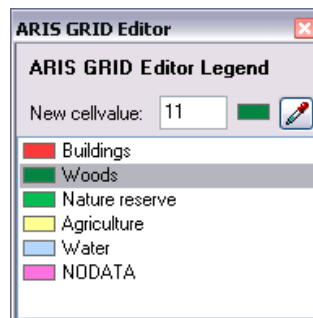 ARIS GRID Editor
ARIS GRID Editor Legend
New cellvalue: 11
Buildings
Woods
Nature reserve
Agriculture
Water
NODATA